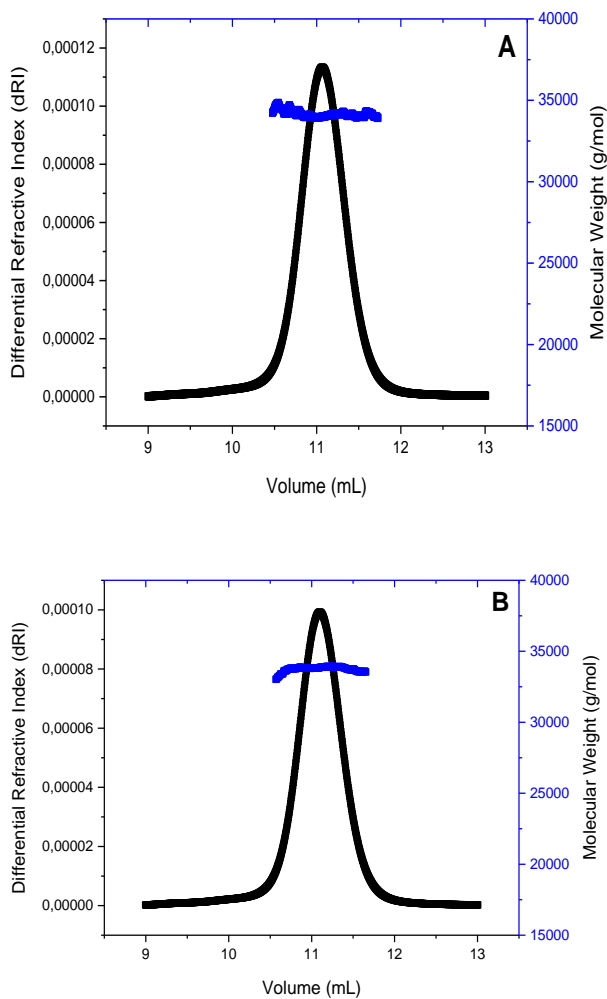 A
Differential Refractive Index (dRI)
0,00012
0,00010
0,00008
0,00006
0,00004
0,00002
0,00000
40000
35000
30000
25000
20000
15000
Molecular Weight (g/mol)
9 10 11 12 13
Volume (mL)
B
Differential Refractive Index (dRI)
0,00010
0,00008
0,00006
0,00004
0,00002
0,00000
40000
35000
30000
25000
20000
15000
Molecular Weight (g/mol)
9 10 11 12 13
Volume (mL)